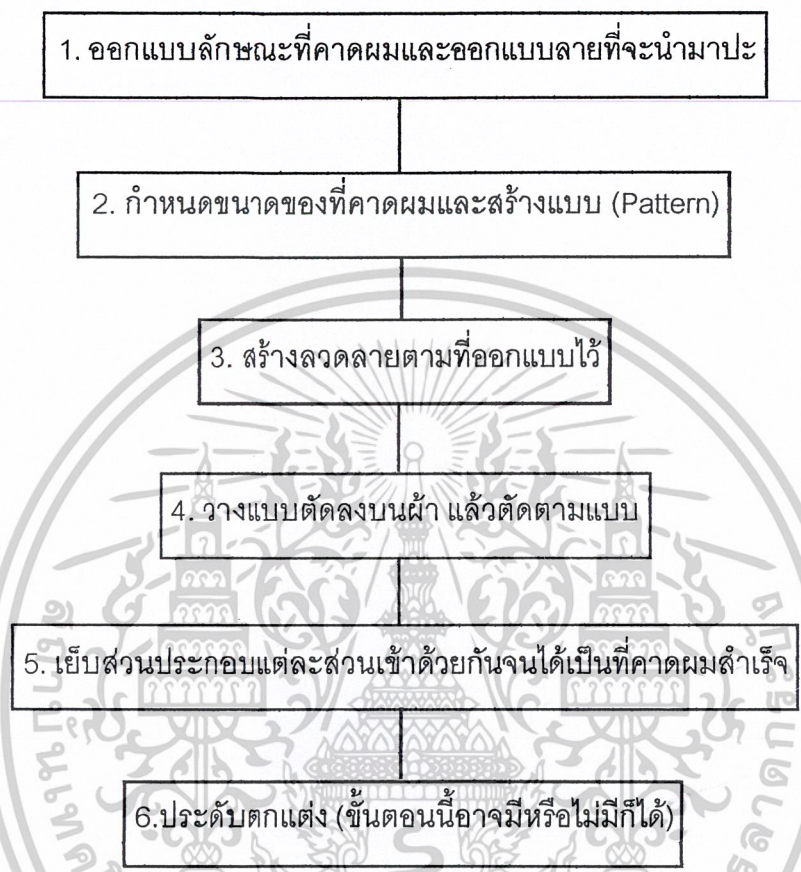 1. ออกแบบลักษณะที่คาดผมและออกแบบลายที่จะนำมาปะ
2. กำหนดขนาดของที่คาดผมและสร้างแบบ (Pattern)
3. สร้างลวดลายตามที่ออกแบบไว้
4. วางแบบตัดลงบนผ้า แล้วตัดตามแบบ
5. เย็บส่วนประกอบแต่ละส่วนเข้าด้วยกันจนได้เป็นที่คาดผมสำเร็จ
6.ประดับตกแต่ง (ขั้นตอนนี้อาจมีหรือไม่มีก็ได้)